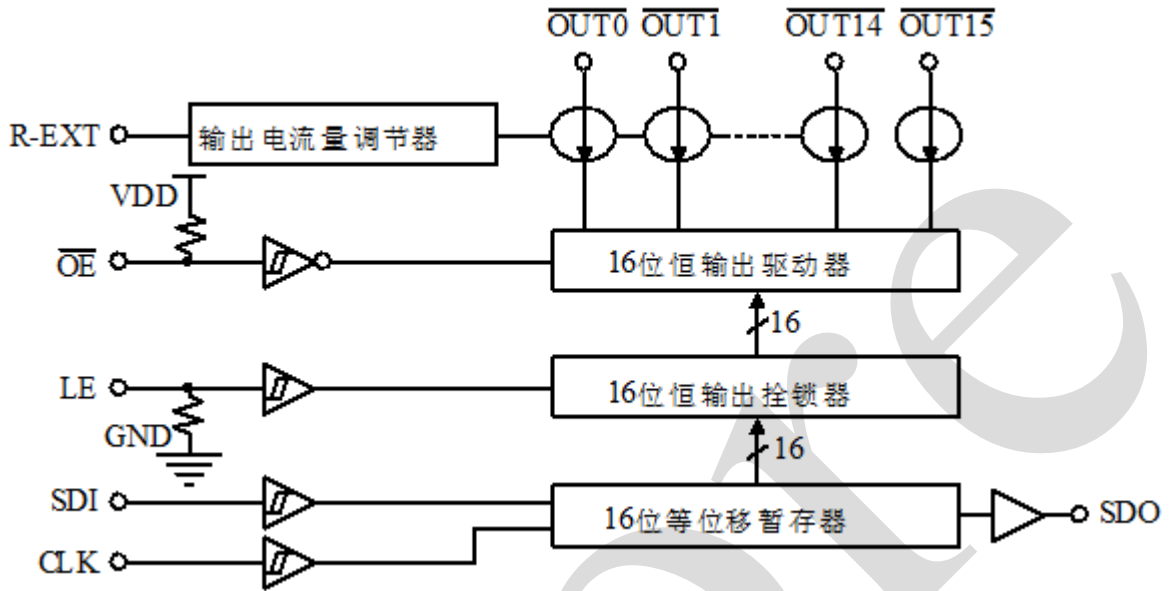 OUT0 OUT1 OUT14 OUT15
R-EXT 输出电流量调节器
VDD
OE 16位恒输出驱动器
16
LE 16位恒输出拴锁器
GND
16
SDI 16位等位移暂存器 SDO
CLK
ore